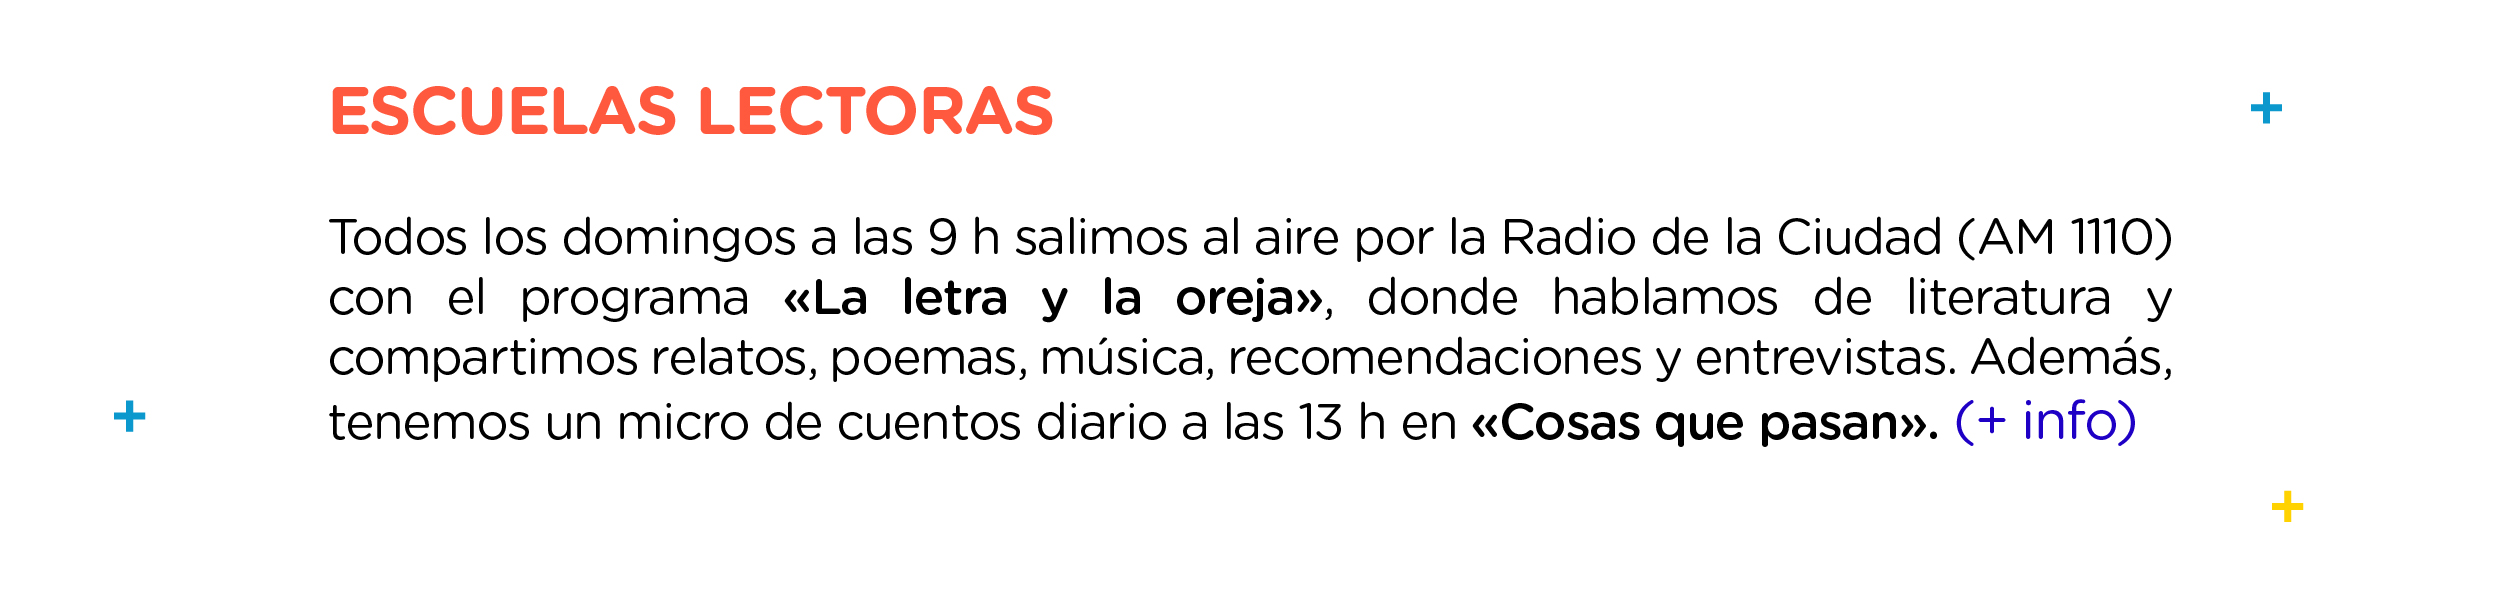 ESCUELAS LECTORAS
Todos los domingos a las 9 h salimos al aire por la Radio de la Ciudad (AM 1110)
con el programa «La letra y la oreja», donde hablamos de literatura y
compartimos relatos, poemas, música, recomendaciones y entrevistas. Además,
tenemos un micro de cuentos, diario a las 13 h en «Cosas que pasan». (+ info)